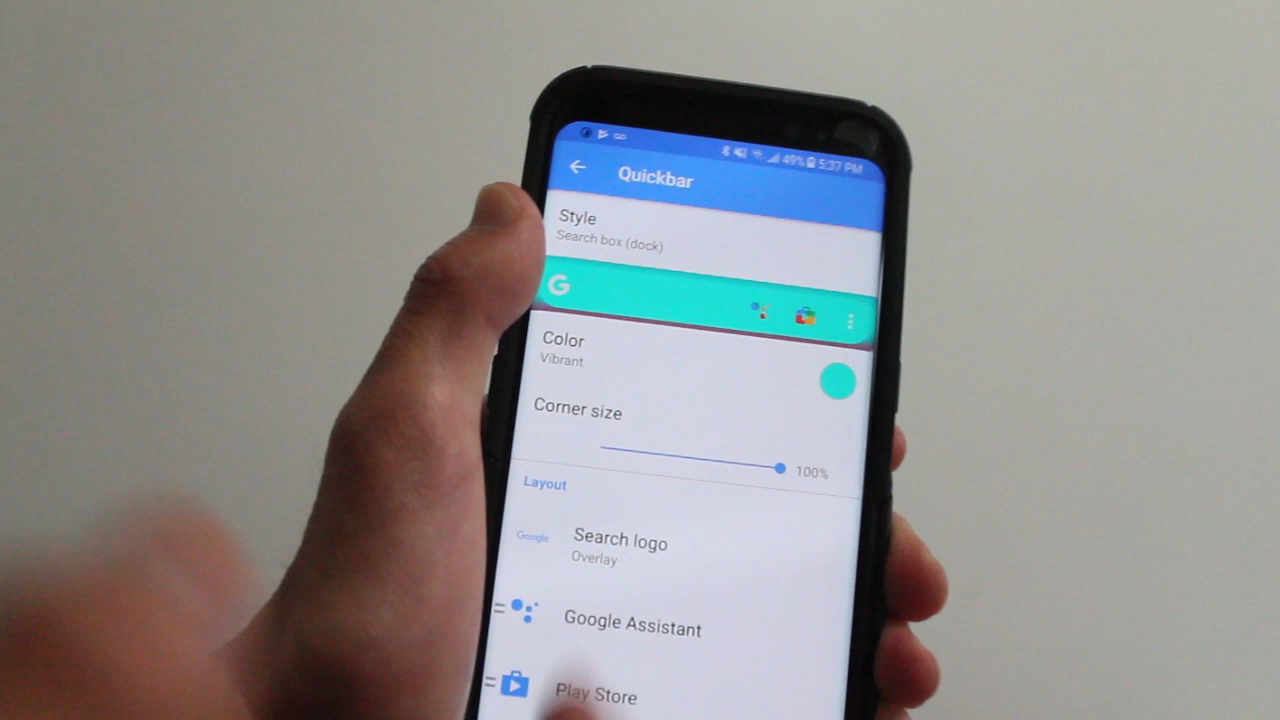 49% 5:37 PM
Quickbar
Style
Search box (dock)
G
Color
Vibrant
Corner size
100%
Layout
Google
Search logo
Overlay
Google Assistant
Play Store